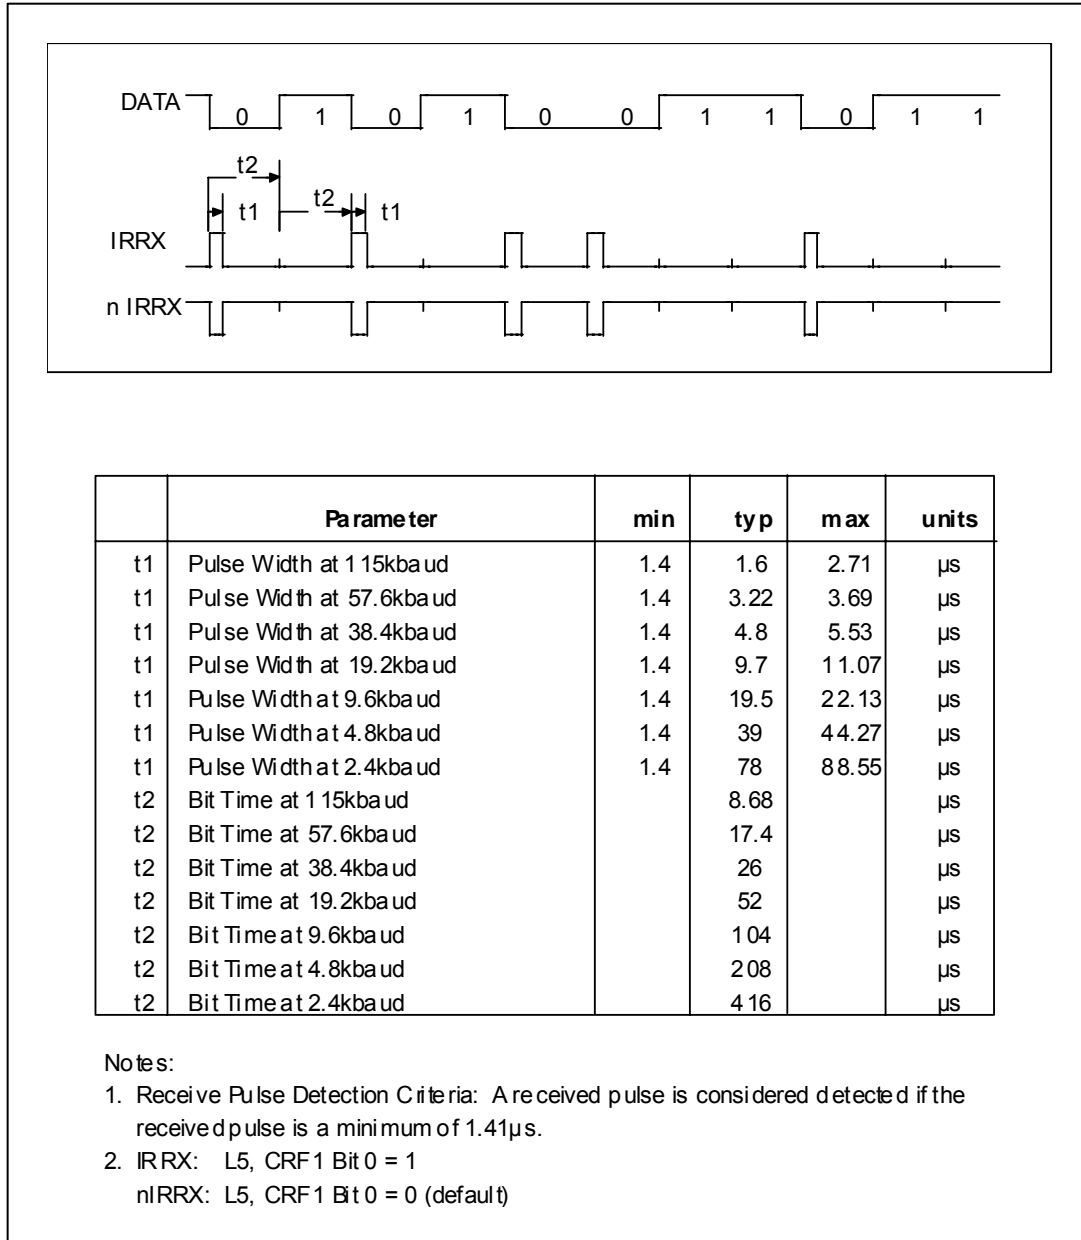 DATA 0 1 0 1 0 0 1 1 0 1 1
t2
t1 t2 t1
IRRX
n IRRX
Parameter min typ max units
t1 Pulse Width at 115kbaud 1.4 1.6 2.71 µs
t1 Pulse Width at 57.6kbaud 1.4 3.22 3.69 µs
t1 Pulse Width at 38.4kbaud 1.4 4.8 5.53 µs
t1 Pulse Width at 19.2kbaud 1.4 9.7 11.07 µs
t1 Pulse Width at 9.6kbaud 1.4 19.5 22.13 µs
t1 Pulse Width at 4.8kbaud 1.4 39 44.27 µs
t1 Pulse Width at 2.4kbaud 1.4 78 88.55 µs
t2 Bit Time at 115kbaud 8.68 µs
t2 Bit Time at 57.6kbaud 17.4 µs
t2 Bit Time at 38.4kbaud 26 µs
t2 Bit Time at 19.2kbaud 52 µs
t2 Bit Time at 9.6kbaud 104 µs
t2 Bit Time at 4.8kbaud 208 µs
t2 Bit Time at 2.4kbaud 416 µs
Notes:
1. Receive Pulse Detection Criteria: A received pulse is considered detected if the
received pulse is a minimum of 1.41µs.
2. IRRX: L5, CRF1 Bit 0 = 1
nIRRX: L5, CRF1 Bit 0 = 0 (default)